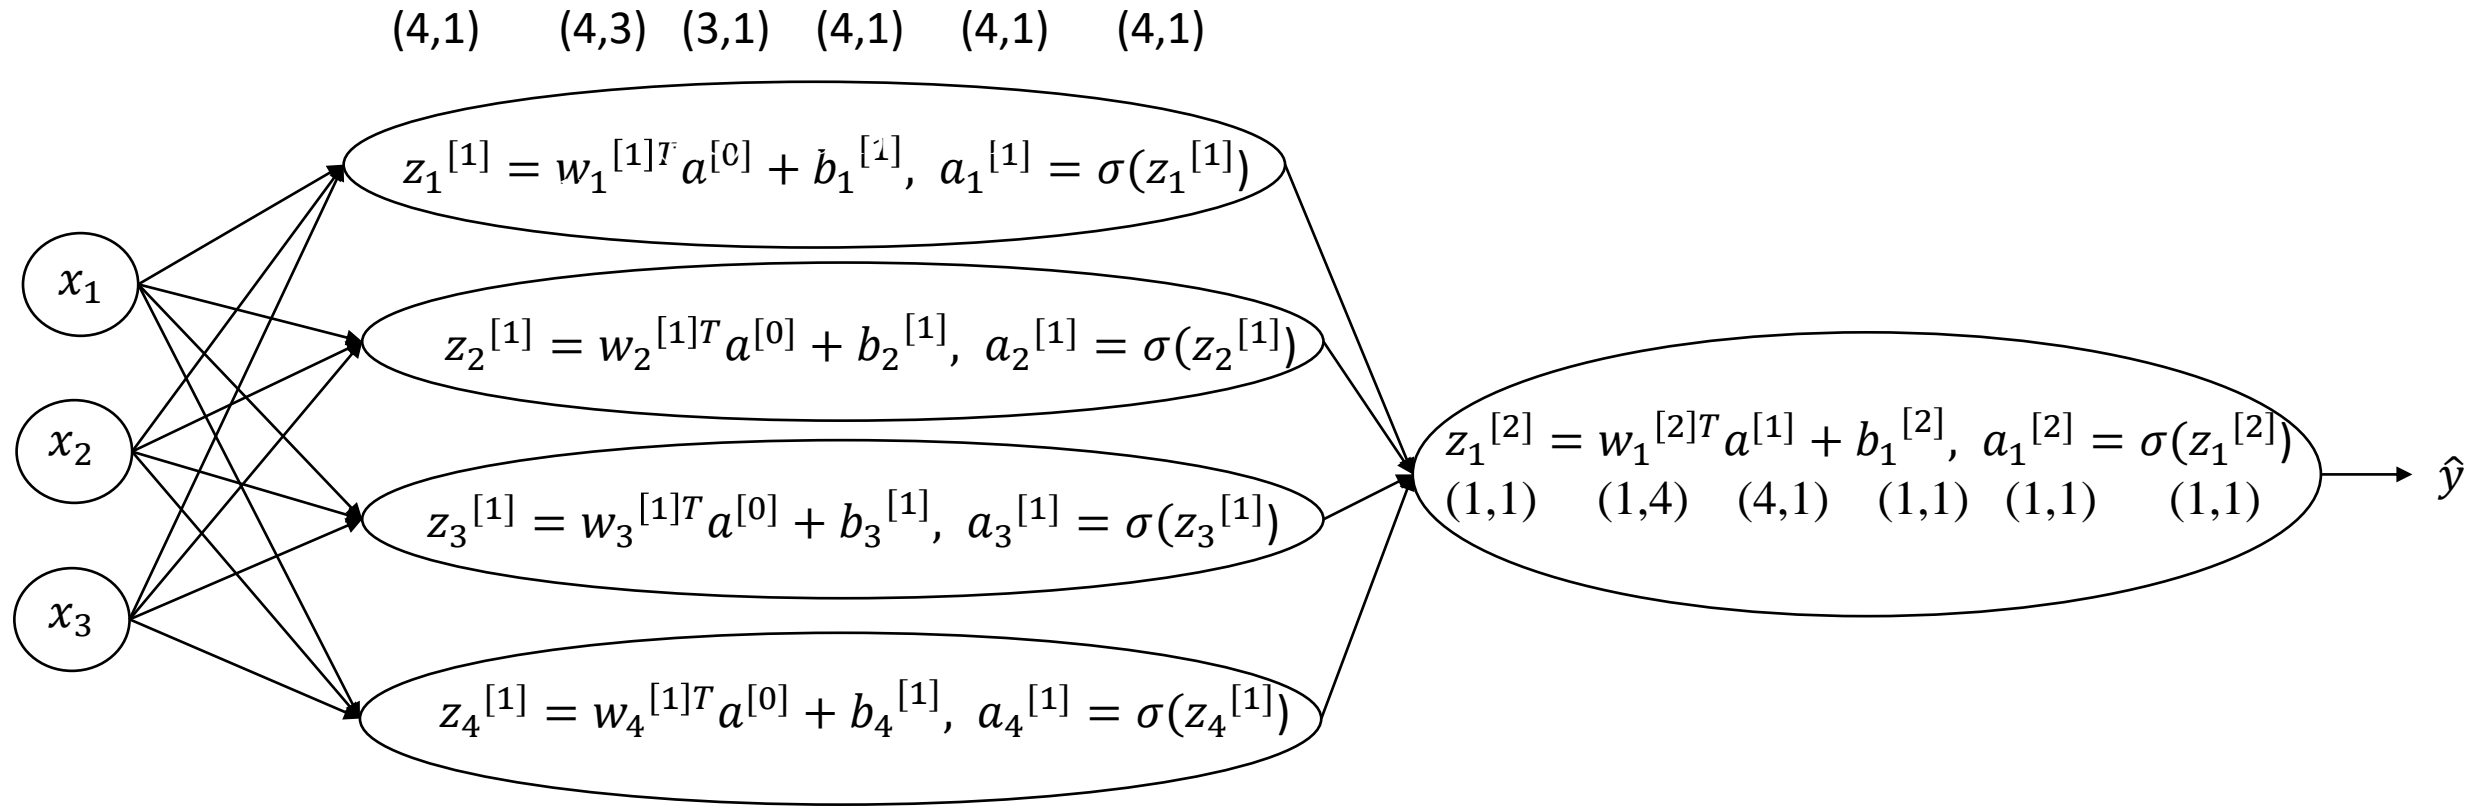 (4,1) (4,3) (3,1) (4,1) (4,1) (4,1)
z₁^[1] = w₁^[1]T a^[0] + b₁^[1], a₁^[1] = σ(z₁^[1])
x₁
z₂^[1] = w₂^[1]T a^[0] + b₂^[1], a₂^[1] = σ(z₂^[1])
x₂
z₃^[1] = w₃^[1]T a^[0] + b₃^[1], a₃^[1] = σ(z₃^[1])
x₃
z₄^[1] = w₄^[1]T a^[0] + b₄^[1], a₄^[1] = σ(z₄^[1])
z₁^[2] = w₁^[2]T a^[1] + b₁^[2], a₁^[2] = σ(z₁^[2])
(1,1) (1,4) (4,1) (1,1) (1,1) (1,1)
ŷ